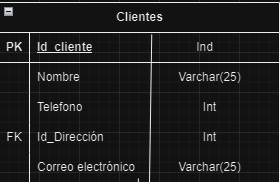 Clientes
PK Id_cliente Ind
Nombre Varchar(25)
Telefono Int
FK Id_Dirección Int
Correo electrónico Varchar(25)